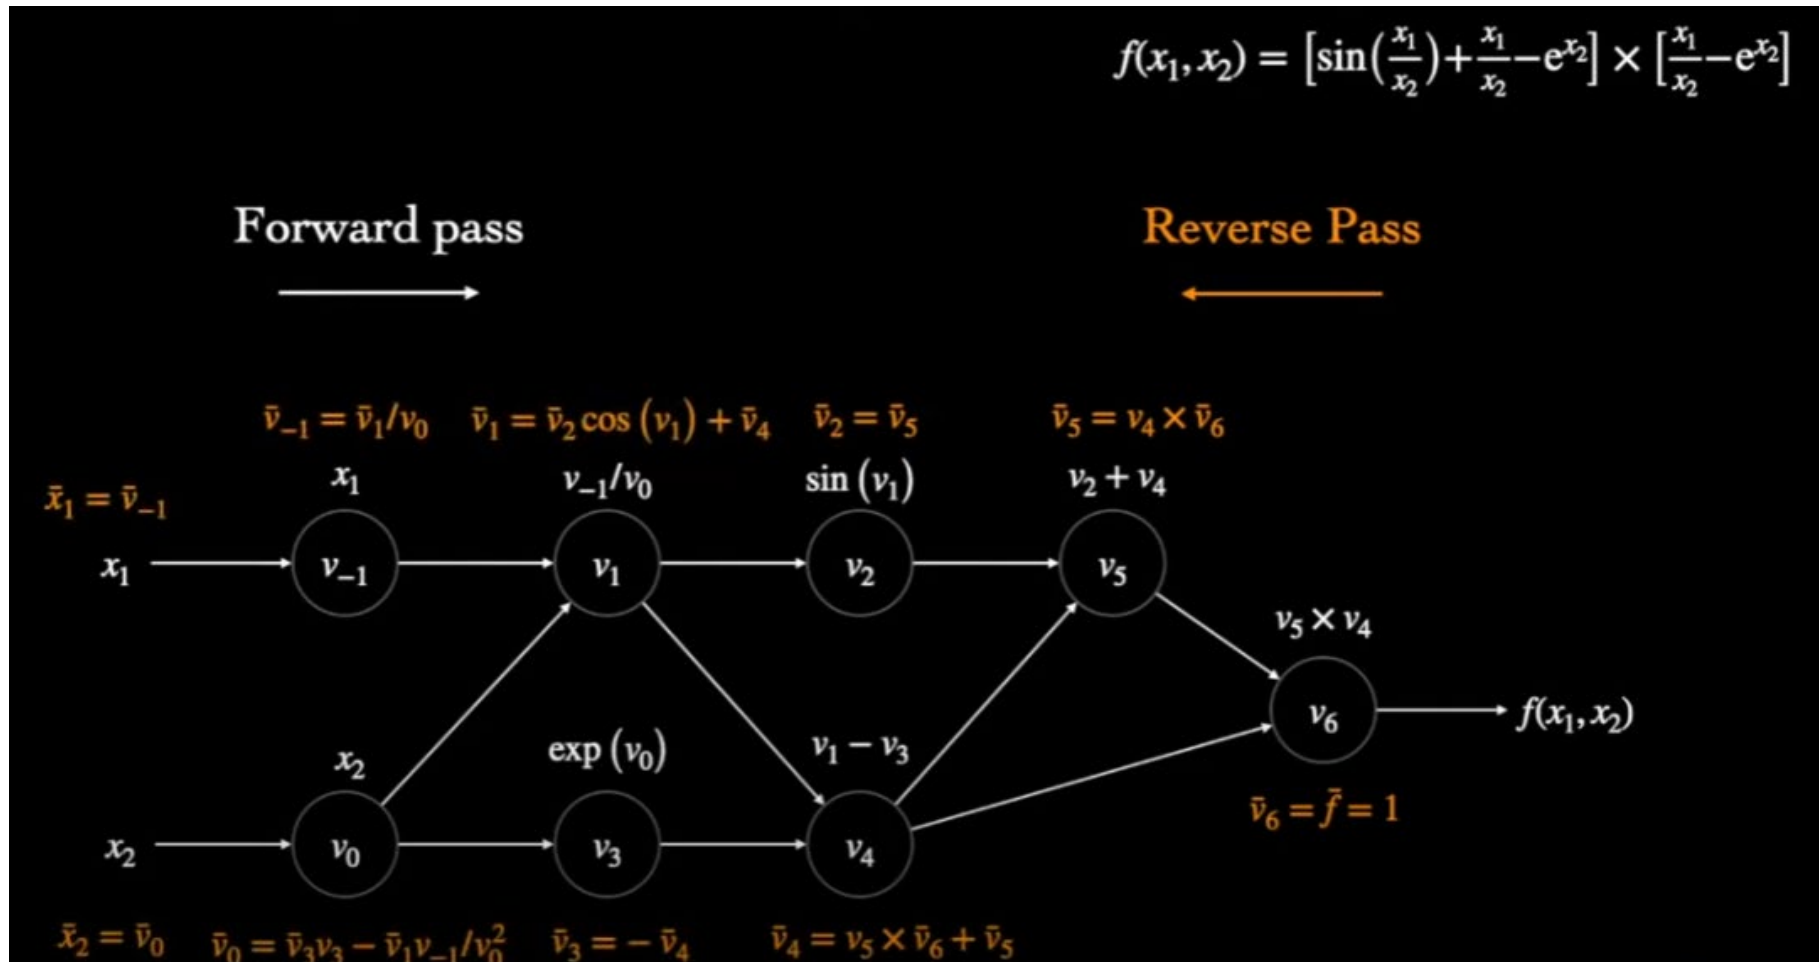 f(x₁, x₂) = [sin(x₁/x₂)+x₁/x₂−e^x₂] × [x₁/x₂−e^x₂]
Forward pass
Reverse Pass
v̄₋₁ = v̄₁/v₀
v̄₁ = v̄₂ cos (v₁) + v̄₄
v̄₂ = v̄₅
v̄₅ = v₄ × v̄₆
x₁
v₋₁/v₀
sin (v₁)
v₂ + v₄
x̄₁ = v̄₋₁
x₁
v₋₁
v₁
v₂
v₅
v₅ × v₄
v₆
f(x₁, x₂)
x₂
exp (v₀)
v₁ − v₃
v̄₆ = f̄ = 1
x₂
v₀
v₃
v₄
x̄₂ = v̄₀
v̄₀ = v̄₃v₃ − v̄₁v₋₁/v₀²
v̄₃ = − v̄₄
v̄₄ = v₅ × v̄₆ + v̄₅